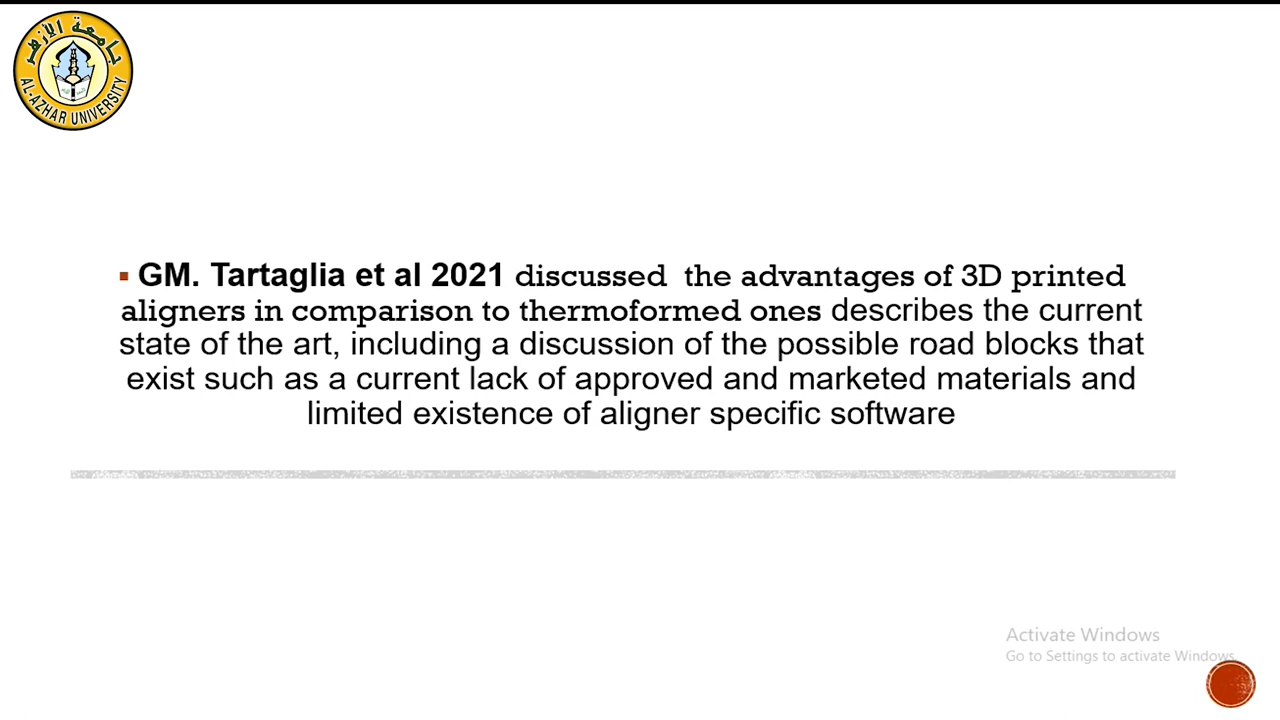 جامعة الأزهر
AL-AZHAR UNIVERSITY
▪ GM. Tartaglia et al 2021 discussed the advantages of 3D printed
aligners in comparison to thermoformed ones describes the current
state of the art, including a discussion of the possible road blocks that
exist such as a current lack of approved and marketed materials and
limited existence of aligner specific software
Activate Windows
Go to Settings to activate Windows.